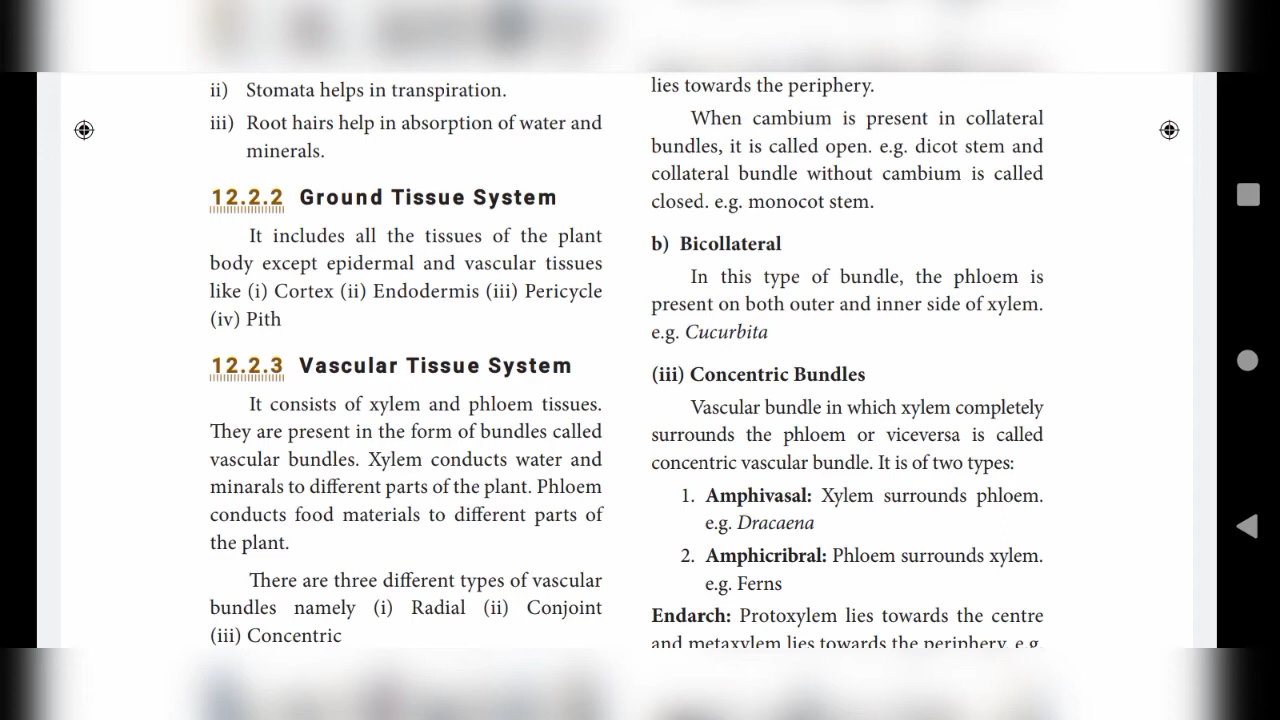 ii) Stomata helps in transpiration.
iii) Root hairs help in absorption of water and
minerals.
12.2.2 Ground Tissue System
It includes all the tissues of the plant
body except epidermal and vascular tissues
like (i) Cortex (ii) Endodermis (iii) Pericycle
(iv) Pith
12.2.3 Vascular Tissue System
It consists of xylem and phloem tissues.
They are present in the form of bundles called
vascular bundles. Xylem conducts water and
minarals to different parts of the plant. Phloem
conducts food materials to different parts of
the plant.
There are three different types of vascular
bundles namely (i) Radial (ii) Conjoint
(iii) Concentric
lies towards the periphery.
When cambium is present in collateral
bundles, it is called open. e.g. dicot stem and
collateral bundle without cambium is called
closed. e.g. monocot stem.
b) Bicollateral
In this type of bundle, the phloem is
present on both outer and inner side of xylem.
e.g. Cucurbita
(iii) Concentric Bundles
Vascular bundle in which xylem completely
surrounds the phloem or viceversa is called
concentric vascular bundle. It is of two types:
1. Amphivasal: Xylem surrounds phloem.
e.g. Dracaena
2. Amphicribral: Phloem surrounds xylem.
e.g. Ferns
Endarch: Protoxylem lies towards the centre
and metaxylem lies towards the periphery. e.g.